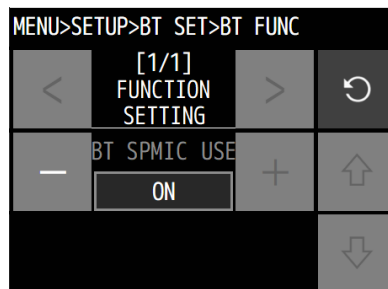 MENU>SETUP>BT SET>BT FUNC
[1/1]
FUNCTION
SETTING
BT SPMIC USE
ON